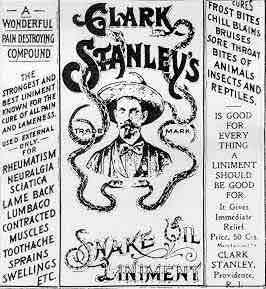 A
WONDERFUL
PAIN DESTROYING
COMPOUND
THE
STRONGEST AND
BEST LINIMENT
KNOWN FOR THE
CURE OF ALL PAIN
AND LAMENESS.
USED EXTERNAL
ONLY
FOR
RHEUMATISM
NEURALGIA
SCIATICA
LAME BACK
LUMBAGO
CONTRACTED
MUSCLES
TOOTHACHE
SPRAINS
SWELLINGS
ETC.
CLARK
STANLEY'S
TRADE MARK
SNAKE OIL
LINIMENT
CURES
FROST BITES
CHILL BLAINS
BRUISES
SORE THROAT
BITES OF
ANIMALS
INSECTS AND
REPTILES.
IS GOOD
FOR
EVERY
THING
A
LINIMENT
SHOULD
BE GOOD
FOR
It Gives
Immediate
Relief.
Price, 50 Cts.
Manufactured by
CLARK
STANLEY,
Providence,
R. I.